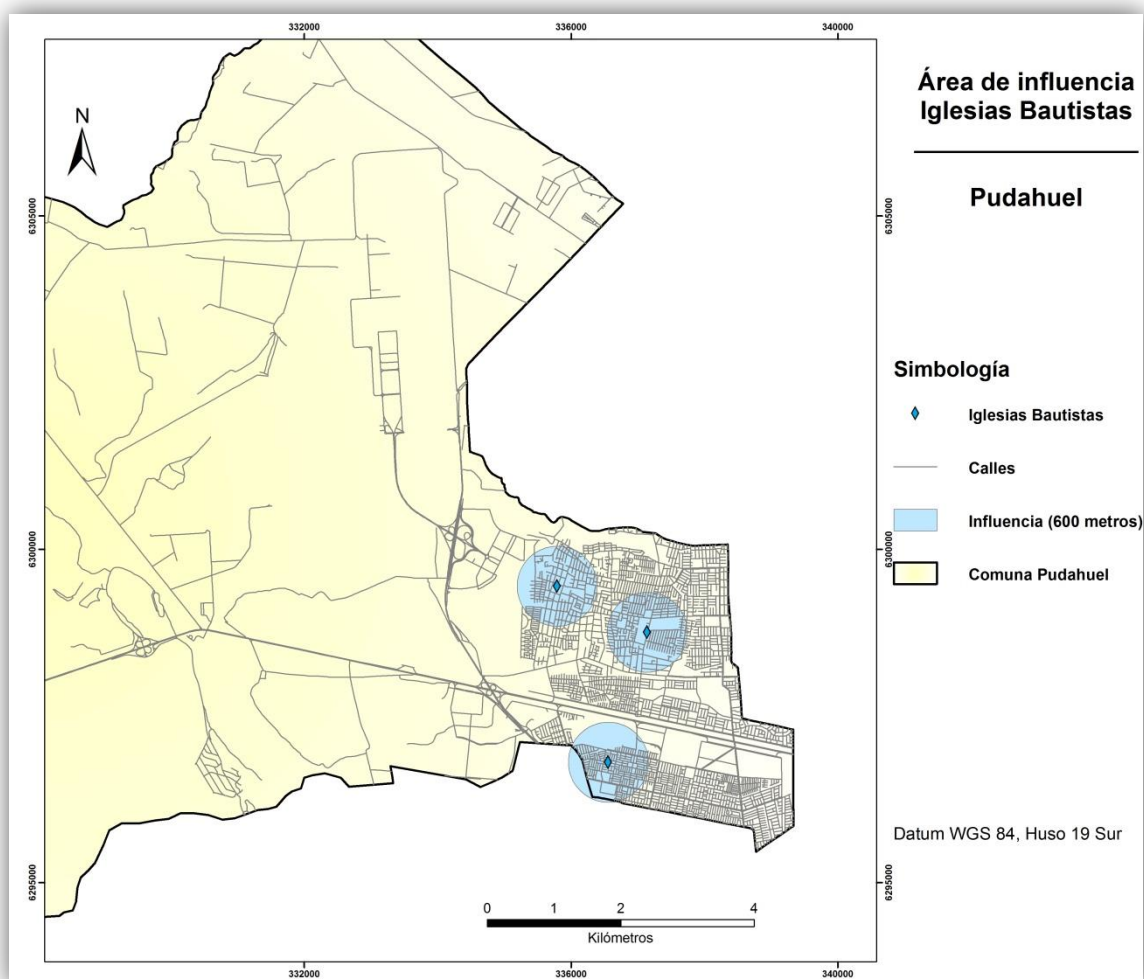 332000
336000
340000
Área de influencia
Iglesias Bautistas
Pudahuel
N
6305000
6305000
Simbología
Iglesias Bautistas
Calles
Influencia (600 metros)
Comuna Pudahuel
6300000
6300000
Datum WGS 84, Huso 19 Sur
6295000
6295000
0 1 2 4
Kilómetros
332000
336000
340000